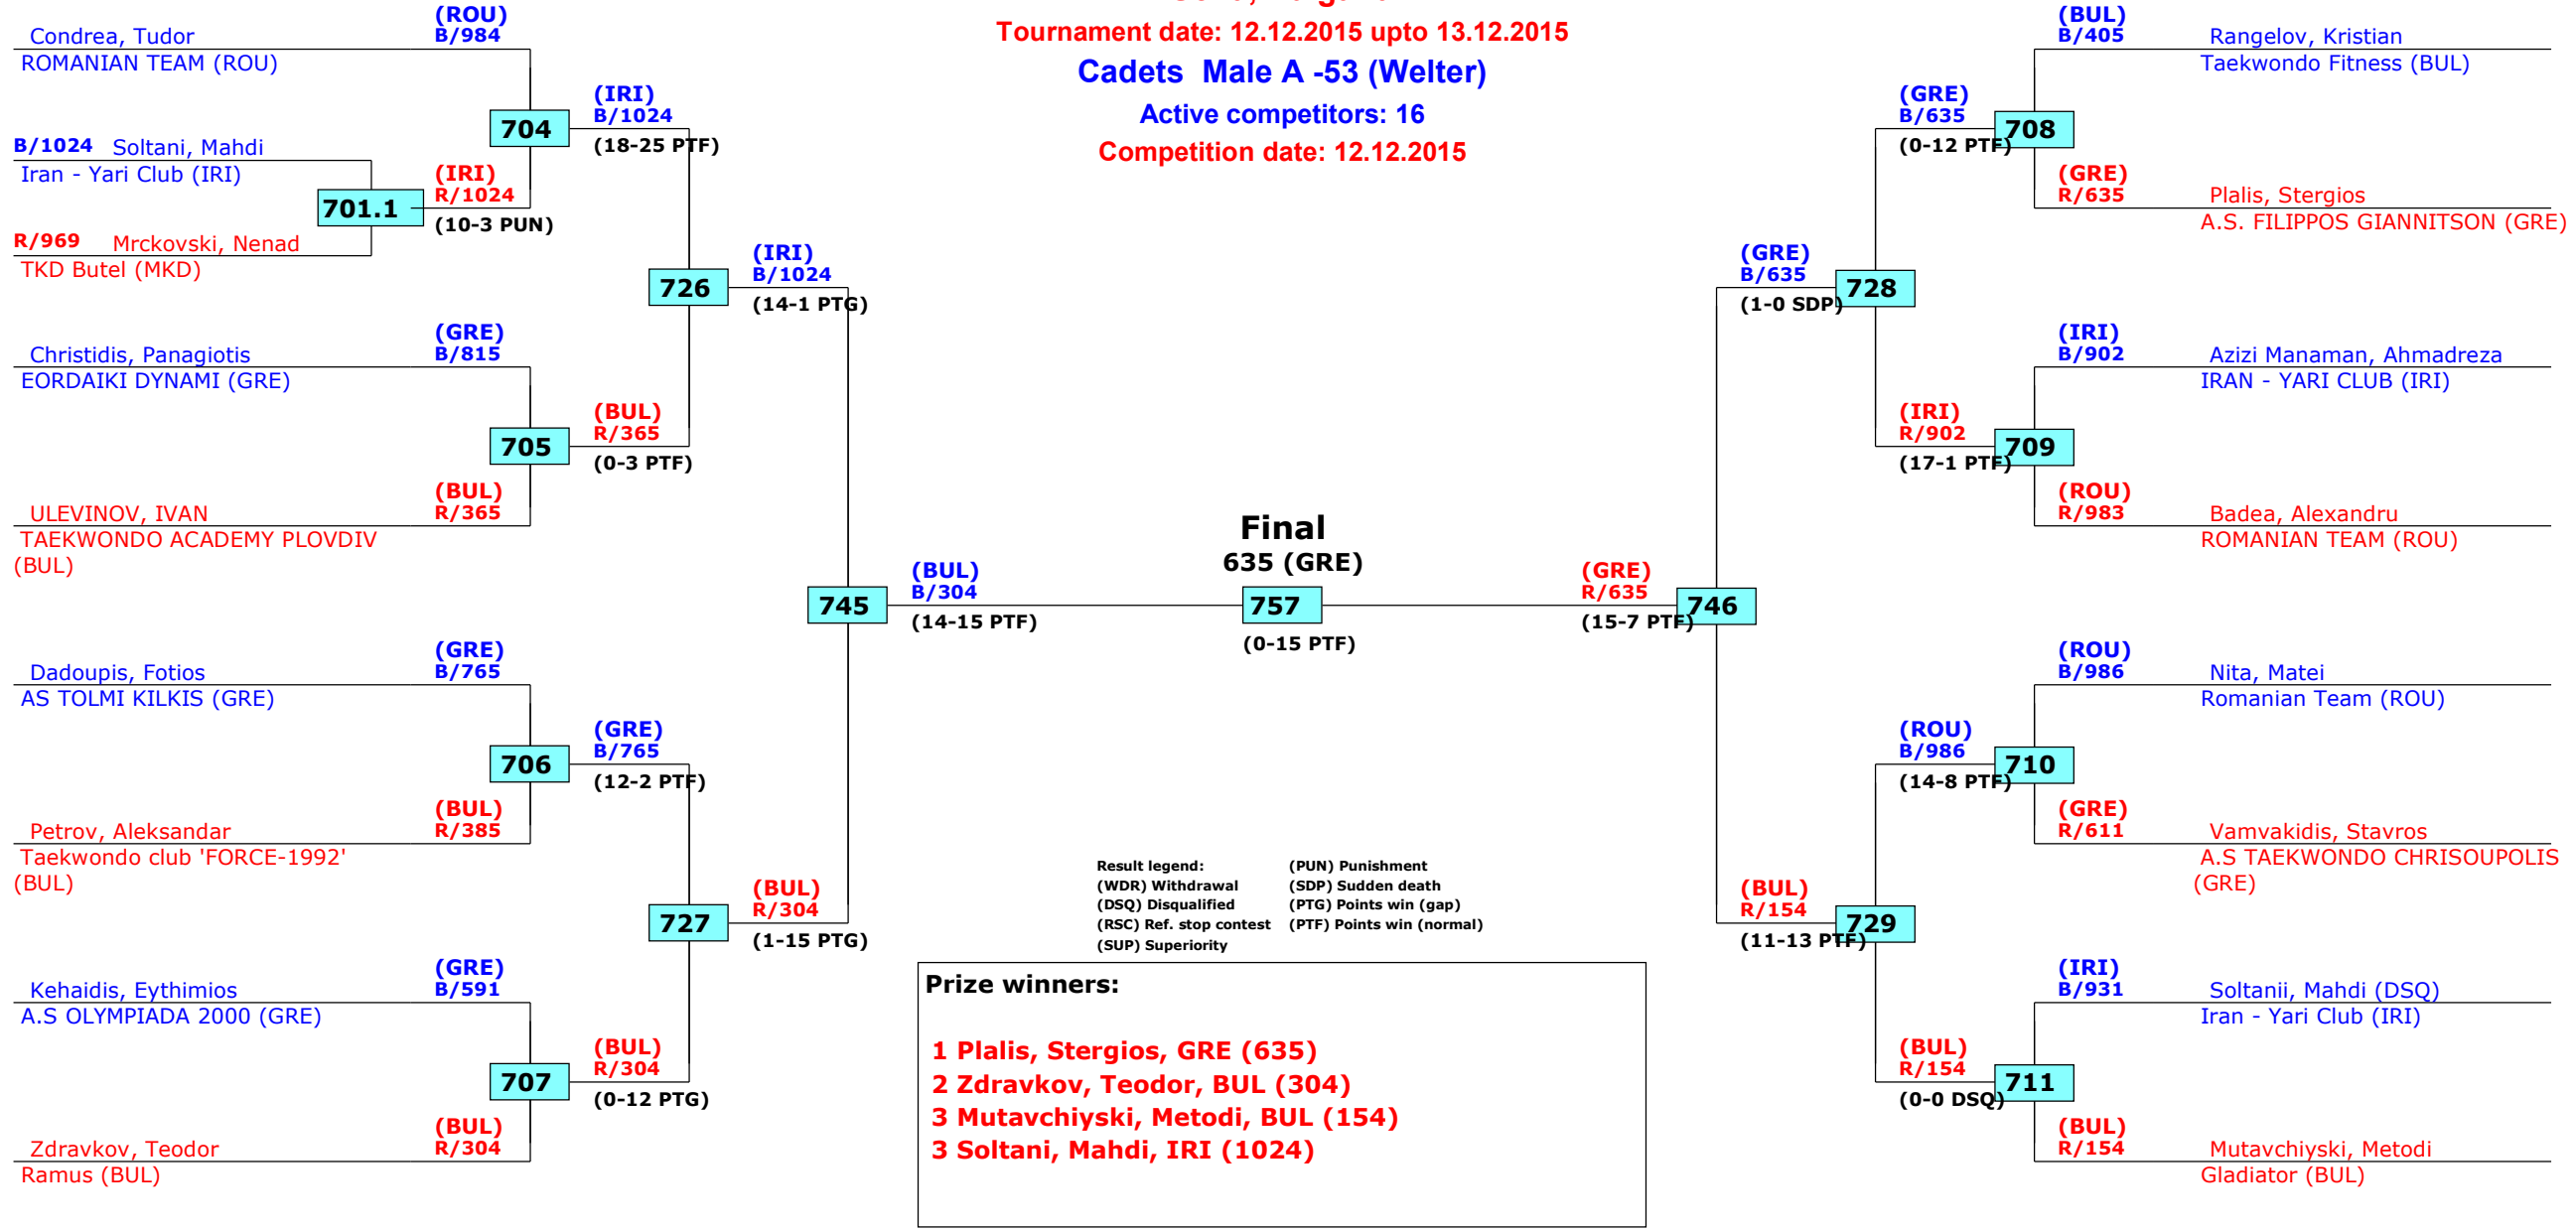 Tournament date: 12.12.2015 upto 13.12.2015
Cadets  Male A -53 (Welter)
Active competitors: 16
Competition date: 12.12.2015
(ROU)
Condrea, Tudor B/984
ROMANIAN TEAM (ROU)
704
(IRI)
B/1024
(18-25 PTF)
B/1024 Soltani, Mahdi
Iran - Yari Club (IRI)
701.1
(IRI)
R/1024
(10-3 PUN)
R/969 Mrckovski, Nenad
TKD Butel (MKD)
726
(IRI)
B/1024
(14-1 PTG)
(GRE)
Christidis, Panagiotis B/815
EORDAIKI DYNAMI (GRE)
705
(BUL)
R/365
(0-3 PTF)
(BUL)
ULEVINOV, IVAN R/365
TAEKWONDO ACADEMY PLOVDIV
(BUL)
745
(BUL)
B/304
(14-15 PTF)
(GRE)
Dadoupis, Fotios B/765
AS TOLMI KILKIS (GRE)
706
(GRE)
B/765
(12-2 PTF)
(BUL)
Petrov, Aleksandar R/385
Taekwondo club 'FORCE-1992'
(BUL)
727
(BUL)
R/304
(1-15 PTG)
(GRE)
Kehaidis, Eythimios B/591
A.S OLYMPIADA 2000 (GRE)
707
(BUL)
R/304
(0-12 PTG)
(BUL)
Zdravkov, Teodor R/304
Ramus (BUL)
Final
635 (GRE)
757
(0-15 PTF)
(GRE)
R/635
(15-7 PTF)
746
(BUL)
B/405 Rangelov, Kristian
Taekwondo Fitness (BUL)
(GRE)
B/635
(0-12 PTF)
708
(GRE)
R/635 Plalis, Stergios
A.S. FILIPPOS GIANNITSON (GRE)
(GRE)
B/635
(1-0 SDP)
728
(IRI)
B/902 Azizi Manaman, Ahmadreza
IRAN - YARI CLUB (IRI)
(IRI)
R/902
(17-1 PTF)
709
(ROU)
R/983 Badea, Alexandru
ROMANIAN TEAM (ROU)
(ROU)
B/986 Nita, Matei
Romanian Team (ROU)
(ROU)
B/986
(14-8 PTF)
710
(GRE)
R/611 Vamvakidis, Stavros
A.S TAEKWONDO CHRISOUPOLIS
(GRE)
(BUL)
R/154
(11-13 PTF)
729
(IRI)
B/931 Soltanii, Mahdi (DSQ)
Iran - Yari Club (IRI)
(BUL)
R/154
(0-0 DSQ)
711
(BUL)
R/154 Mutavchiyski, Metodi
Gladiator (BUL)
Result legend: (PUN) Punishment
(WDR) Withdrawal (SDP) Sudden death
(DSQ) Disqualified (PTG) Points win (gap)
(RSC) Ref. stop contest (PTF) Points win (normal)
(SUP) Superiority
Prize winners:
1 Plalis, Stergios, GRE (635)
2 Zdravkov, Teodor, BUL (304)
3 Mutavchiyski, Metodi, BUL (154)
3 Soltani, Mahdi, IRI (1024)